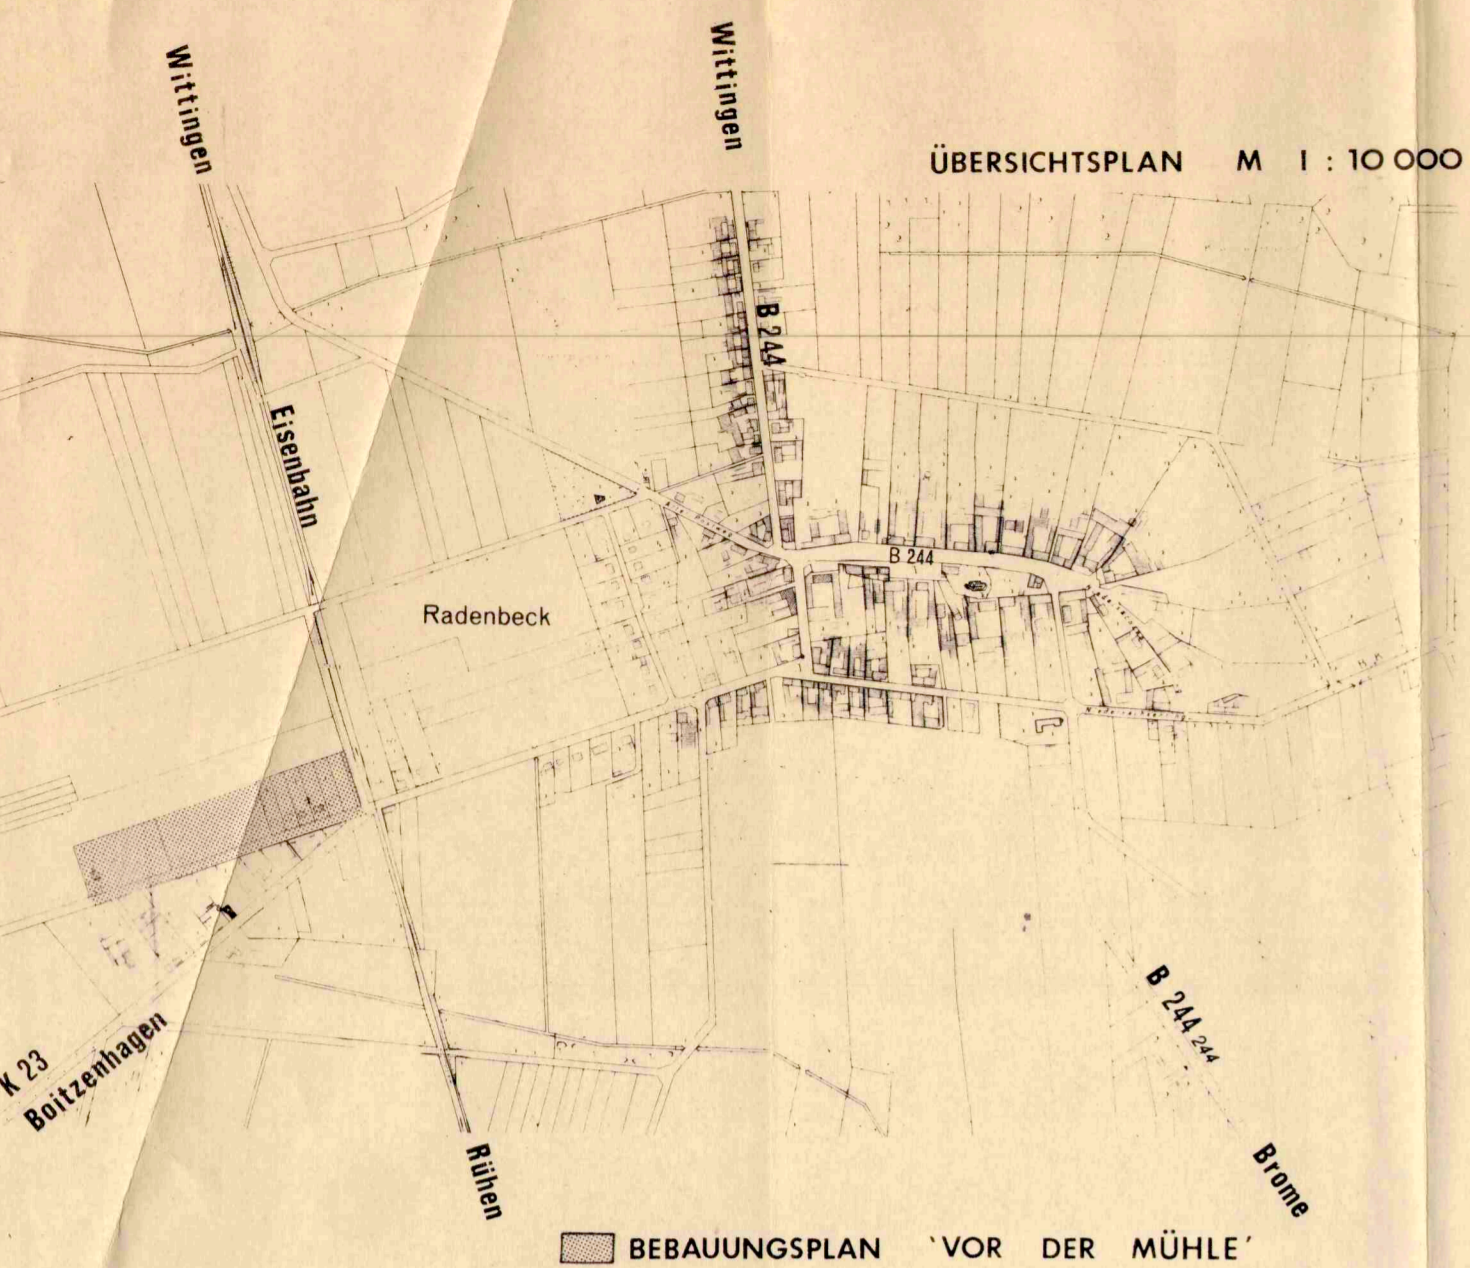 Wittingen
Wittingen
ÜBERSICHTSPLAN M 1 : 10 000
B 244
Eisenbahn
B 244
Radenbeck
K 23
Boitzenhagen
B 244 244
Rühen
Brome
BEBAUUNGSPLAN 'VOR DER MÜHLE'